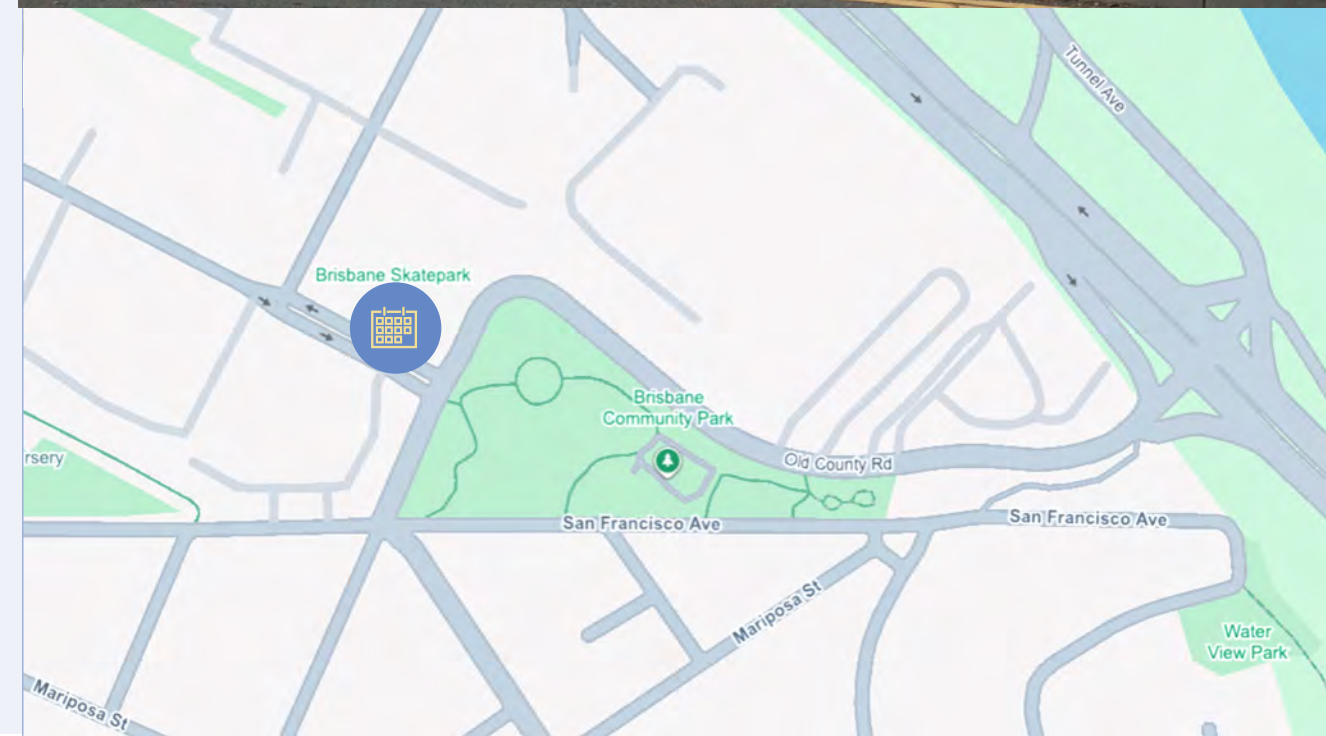 Tunnel Ave
Brisbane Skatepark
Brisbane
Community Park
rsery
Old County Rd
San Francisco Ave
San Francisco Ave
Mariposa St
Water
View Park
Mariposa St